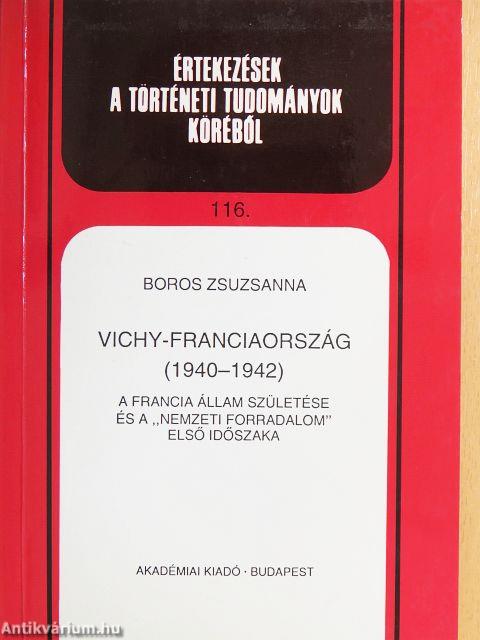 ÉRTEKEZÉSEK
A TÖRTÉNETI TUDOMÁNYOK
KÖRÉBŐL
116.
BOROS ZSUZSANNA
VICHY-FRANCIAORSZÁG
(1940–1942)
A FRANCIA ÁLLAM SZÜLETÉSE
ÉS A „NEMZETI FORRADALOM”
ELSŐ IDŐSZAKA
AKADÉMIAI KIADÓ · BUDAPEST
Antikvárium.hu